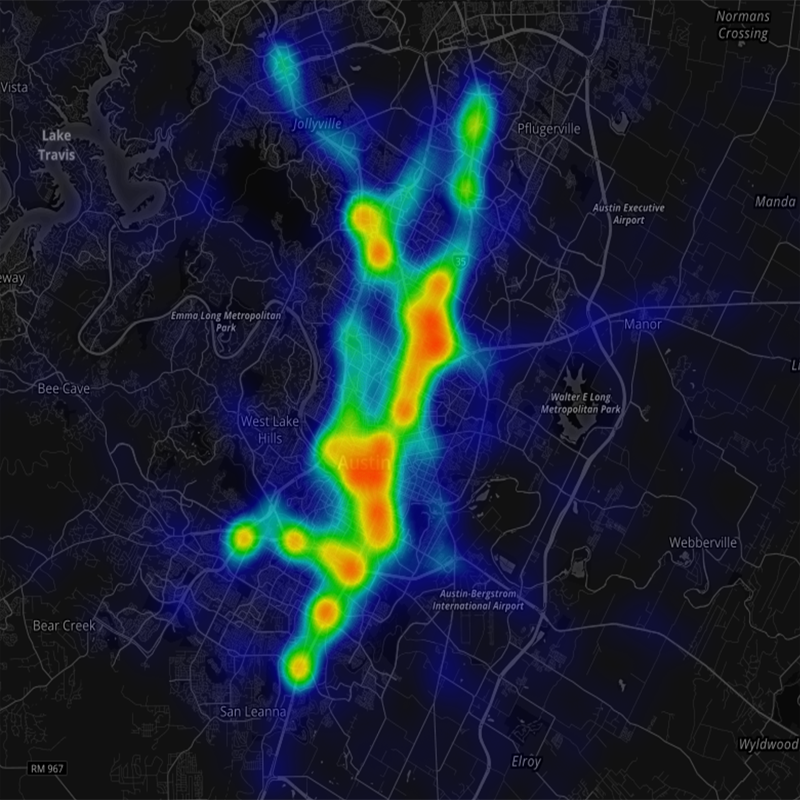 Normans
Crossing
Vista
Lake
Travis
Jollyville
Pflugerville
Manda
Austin Executive
Airport
eway
35
Emma Long Metropolitan
Park
Manor
Bee Cave
Walter E Long
Metropolitan Park
West Lake
Hills
Austin
Webberville
Austin-Bergstrom
International Airport
Bear Creek
San Leanna
Wyldwood
Elroy
RM 967